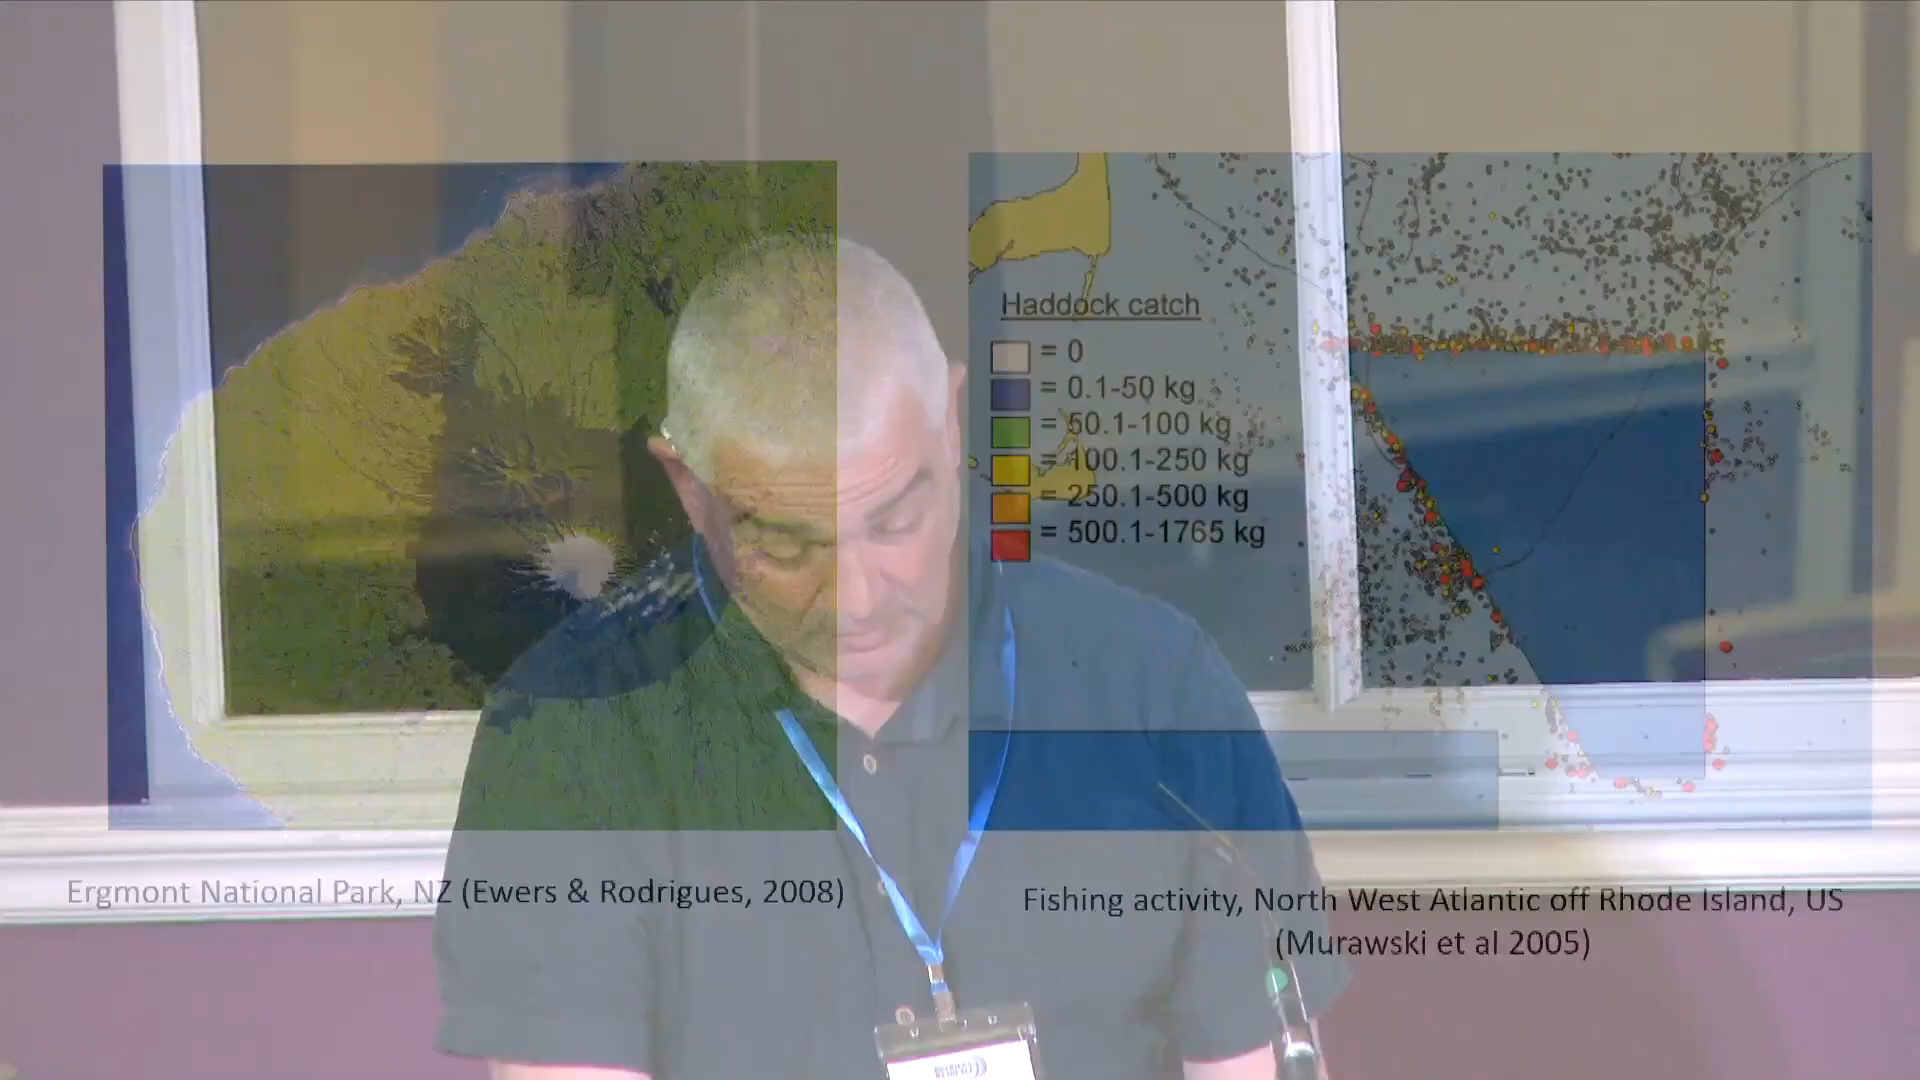 Haddock catch
= 0
= 0.1-50 kg
= 50.1-100 kg
= 100.1-250 kg
= 250.1-500 kg
= 500.1-1765 kg
Ergmont National Park, NZ (Ewers & Rodrigues, 2008)
Fishing activity, North West Atlantic off Rhode Island, US
(Murawski et al 2005)